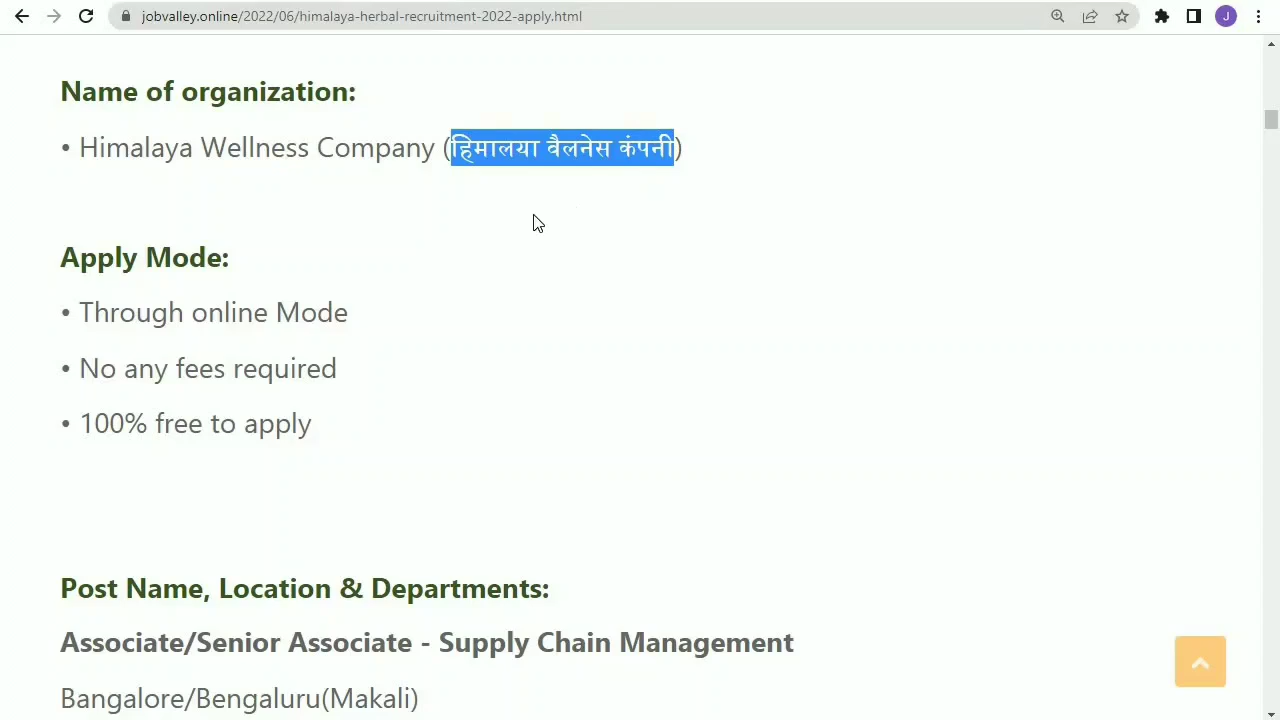 jobvalley.online/2022/06/himalaya-herbal-recruitment-2022-apply.html
J
Name of organization:
• Himalaya Wellness Company (हिमालया वैलनेस कंपनी)
Apply Mode:
• Through online Mode
• No any fees required
• 100% free to apply
Post Name, Location & Departments:
Associate/Senior Associate - Supply Chain Management
Bangalore/Bengaluru(Makali)